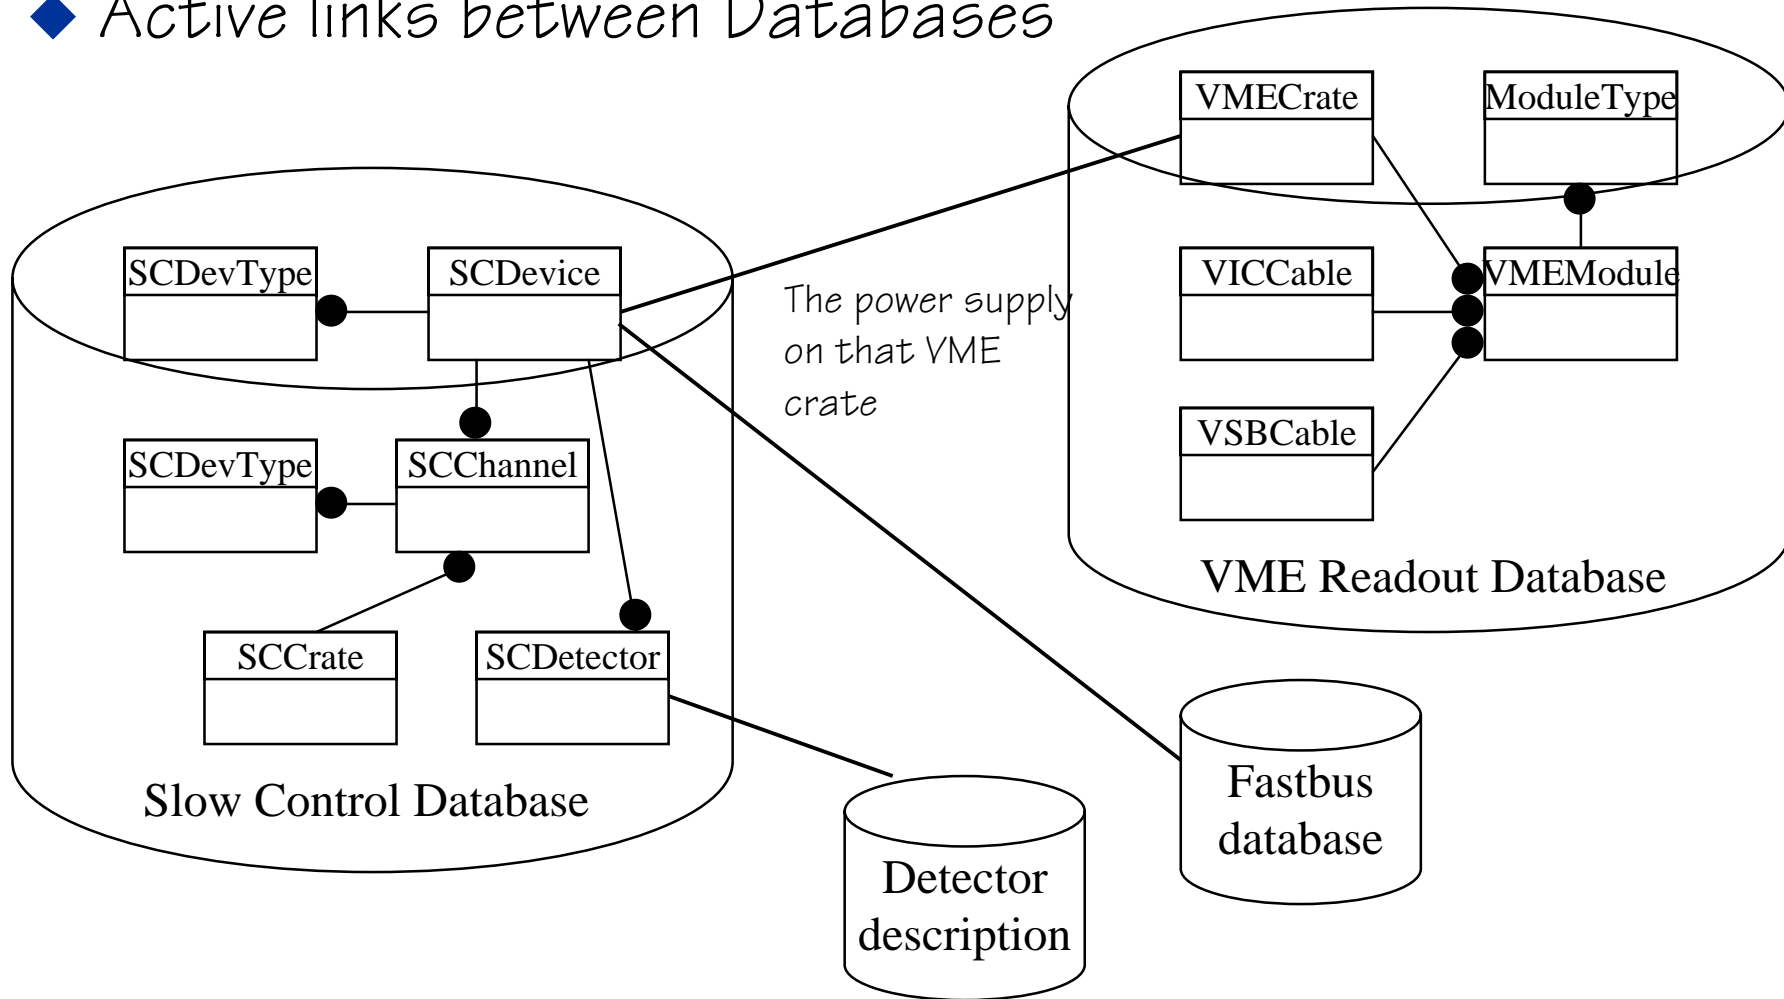 Active links between Databases
VMECrate
ModuleType
SCDevType
SCDevice
VICCable
VMEModule
The power supply
on that VME
crate
VSBCable
SCDevType
SCChannel
VME Readout Database
SCCrate
SCDetector
Slow Control Database
Fastbus
database
Detector
description